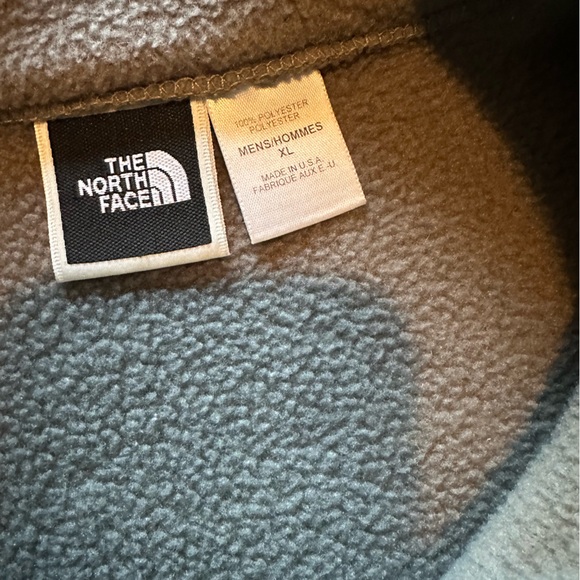 THE
NORTH
FACE
100% POLYESTER
POLYESTER
MENS/HOMMES
XL
MADE IN U.S.A.
FABRIQUE AUX E.-U.